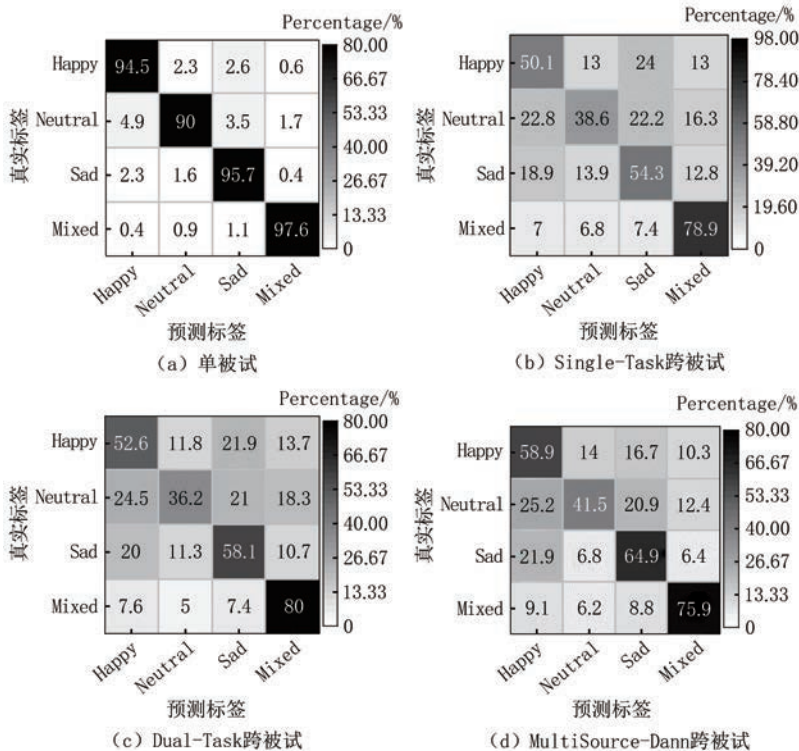 Percentage/%
Happy 94.5 2.3 2.6 0.6
Neutral 4.9 90 3.5 1.7
Sad 2.3 1.6 95.7 0.4
Mixed 0.4 0.9 1.1 97.6
80.00
66.67
53.33
40.00
26.67
13.33
0
真实标签
Happy Neutral Sad Mixed
预测标签
(a) 单被试
Percentage/%
Happy 50.1 13 24 13
Neutral 22.8 38.6 22.2 16.3
Sad 18.9 13.9 54.3 12.8
Mixed 7 6.8 7.4 78.9
98.00
78.40
58.80
39.20
19.60
0
真实标签
Happy Neutral Sad Mixed
预测标签
(b) Single-Task跨被试
Percentage/%
Happy 52.6 11.8 21.9 13.7
Neutral 24.5 36.2 21 18.3
Sad 20 11.3 58.1 10.7
Mixed 7.6 5 7.4 80
80.00
66.67
53.33
40.00
26.67
13.33
0
真实标签
Happy Neutral Sad Mixed
预测标签
(c) Dual-Task跨被试
Percentage/%
Happy 58.9 14 16.7 10.3
Neutral 25.2 41.5 20.9 12.4
Sad 21.9 6.8 64.9 6.4
Mixed 9.1 6.2 8.8 75.9
80.00
66.67
53.33
40.00
26.67
13.33
0
真实标签
Happy Neutral Sad Mixed
预测标签
(d) MultiSource-Dann跨被试